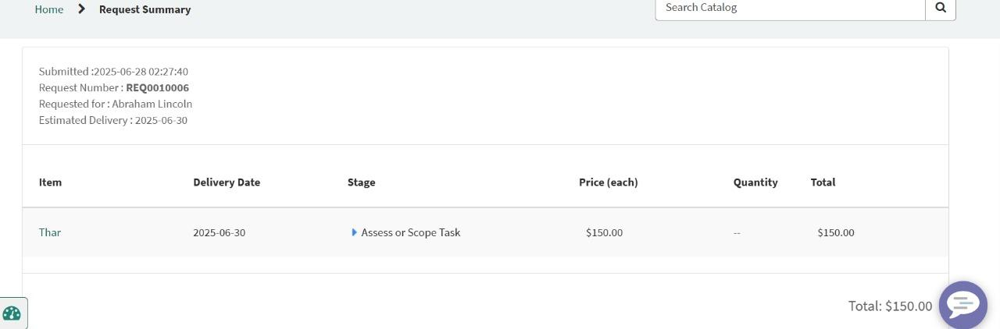 Home Request Summary Search Catalog
Submitted :2025-06-28 02:27:40
Request Number : REQ0010006
Requested for : Abraham Lincoln
Estimated Delivery : 2025-06-30
Item Delivery Date Stage Price (each) Quantity Total
Thar 2025-06-30 Assess or Scope Task $150.00 -- $150.00
Total: $150.00